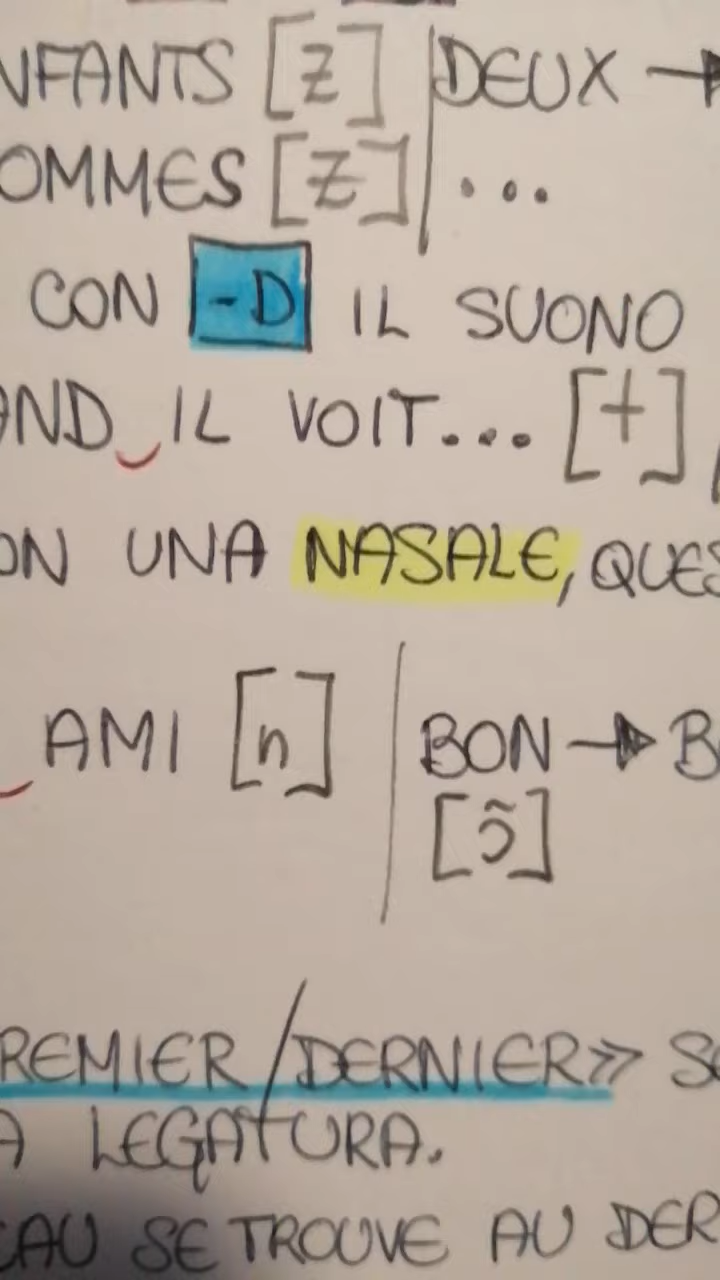 NFANTS [z] | DEUX →
OMMES [z] | ...
CON -D IL SUONO
AND‿IL VOIT... [t]
ON UNA NASALE, QUES
‿AMI [n] | BON → B
[ɔ̃]
REMIER/DERNIER» S
A LEGATURA.
EAU SE TROUVE AU DER